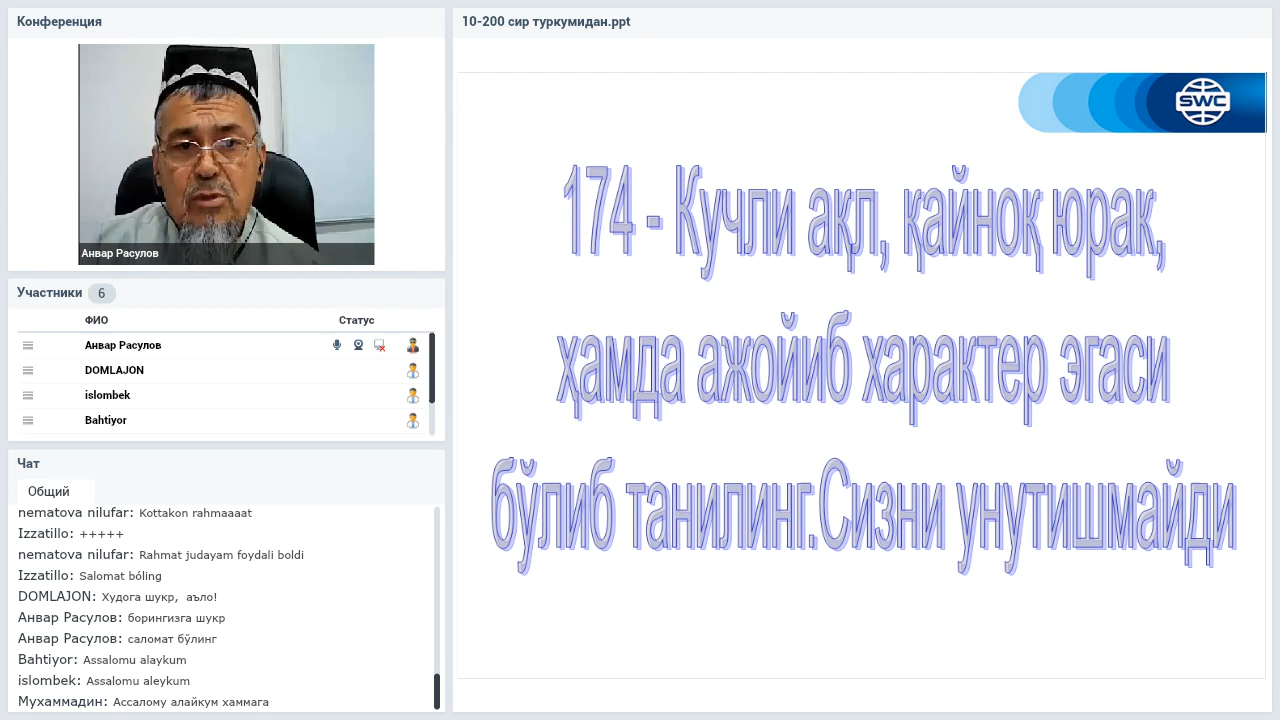 Конференция
Анвар Расулов
Участники 6
ФИО Статус
Анвар Расулов
DOMLAJON
islombek
Bahtiyor
Чат
Общий
nematova nilufar: Kottakon rahmaaaat
Izzatillo: +++++
nematova nilufar: Rahmat judayam foydali boldi
Izzatillo: Salomat bóling
DOMLAJON: Худога шукр, аъло!
Анвар Расулов: борингизга шукр
Анвар Расулов: саломат бўлинг
Bahtiyor: Assalomu alaykum
islombek: Assalomu aleykum
Мухаммадин: Ассалому алайкум хаммага
10-200 сир туркумидан.ppt
SWC
174 - Кучли ақл, қайноқ юрак,
ҳамда ажойиб характер эгаси
бўлиб танилинг.Сизни унутишмайди